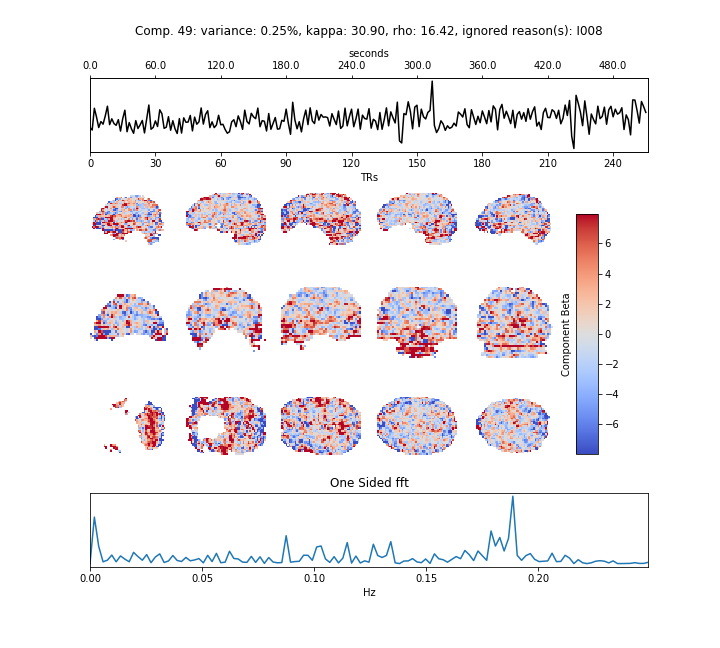 Comp. 49: variance: 0.25%, kappa: 30.90, rho: 16.42, ignored reason(s): I008
seconds
0.0 60.0 120.0 180.0 240.0 300.0 360.0 420.0 480.0
0 30 60 90 120 150 180 210 240
TRs
6
4
2
0
−2
−4
−6
Component Beta
One Sided fft
0.00 0.05 0.10 0.15 0.20
Hz